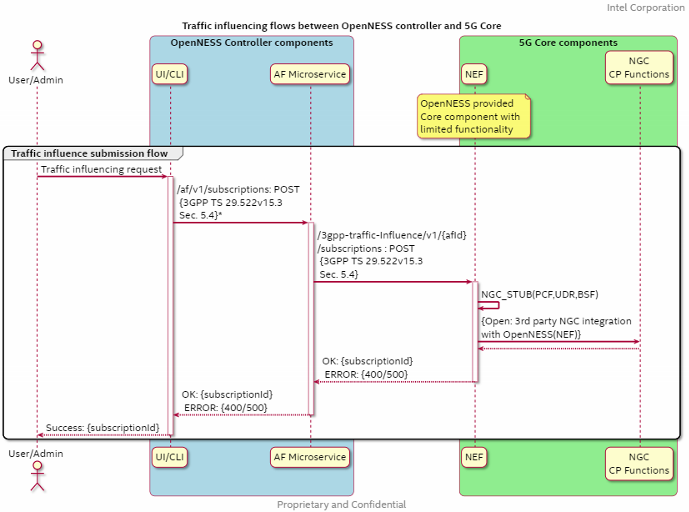 Intel Corporation
Traffic influencing flows between OpenNESS controller and 5G Core
OpenNESS Controller components
5G Core components
User/Admin
UI/CLI
AF Microservice
NEF
NGC
CP Functions
OpenNESS provided
Core component with
limited functionality
Traffic influence submission flow
Traffic influencing request
/af/v1/subscriptions: POST
{3GPP TS 29.522v15.3
Sec. 5.4}*
/3gpp-traffic-Influence/v1/{afId}
/subscriptions : POST
{3GPP TS 29.522v15.3
Sec. 5.4}
NGC_STUB(PCF,UDR,BSF)
{Open: 3rd party NGC integration
with OpenNESS(NEF)}
OK: {subscriptionId}
ERROR: {400/500}
OK: {subscriptionId}
ERROR: {400/500}
Success: {subscriptionId}
User/Admin
UI/CLI
AF Microservice
NEF
NGC
CP Functions
Proprietary and Confidential